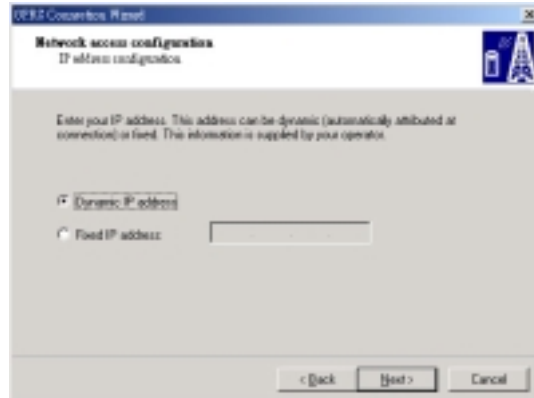 GPRS Connection Wizard
Network access configuration
IP address configuration
Enter your IP address. This address can be dynamic (automatically attributed at
connection) or fixed. This information is supplied by your operator.
Dynamic IP address
Fixed IP address:
< Back
Next >
Cancel